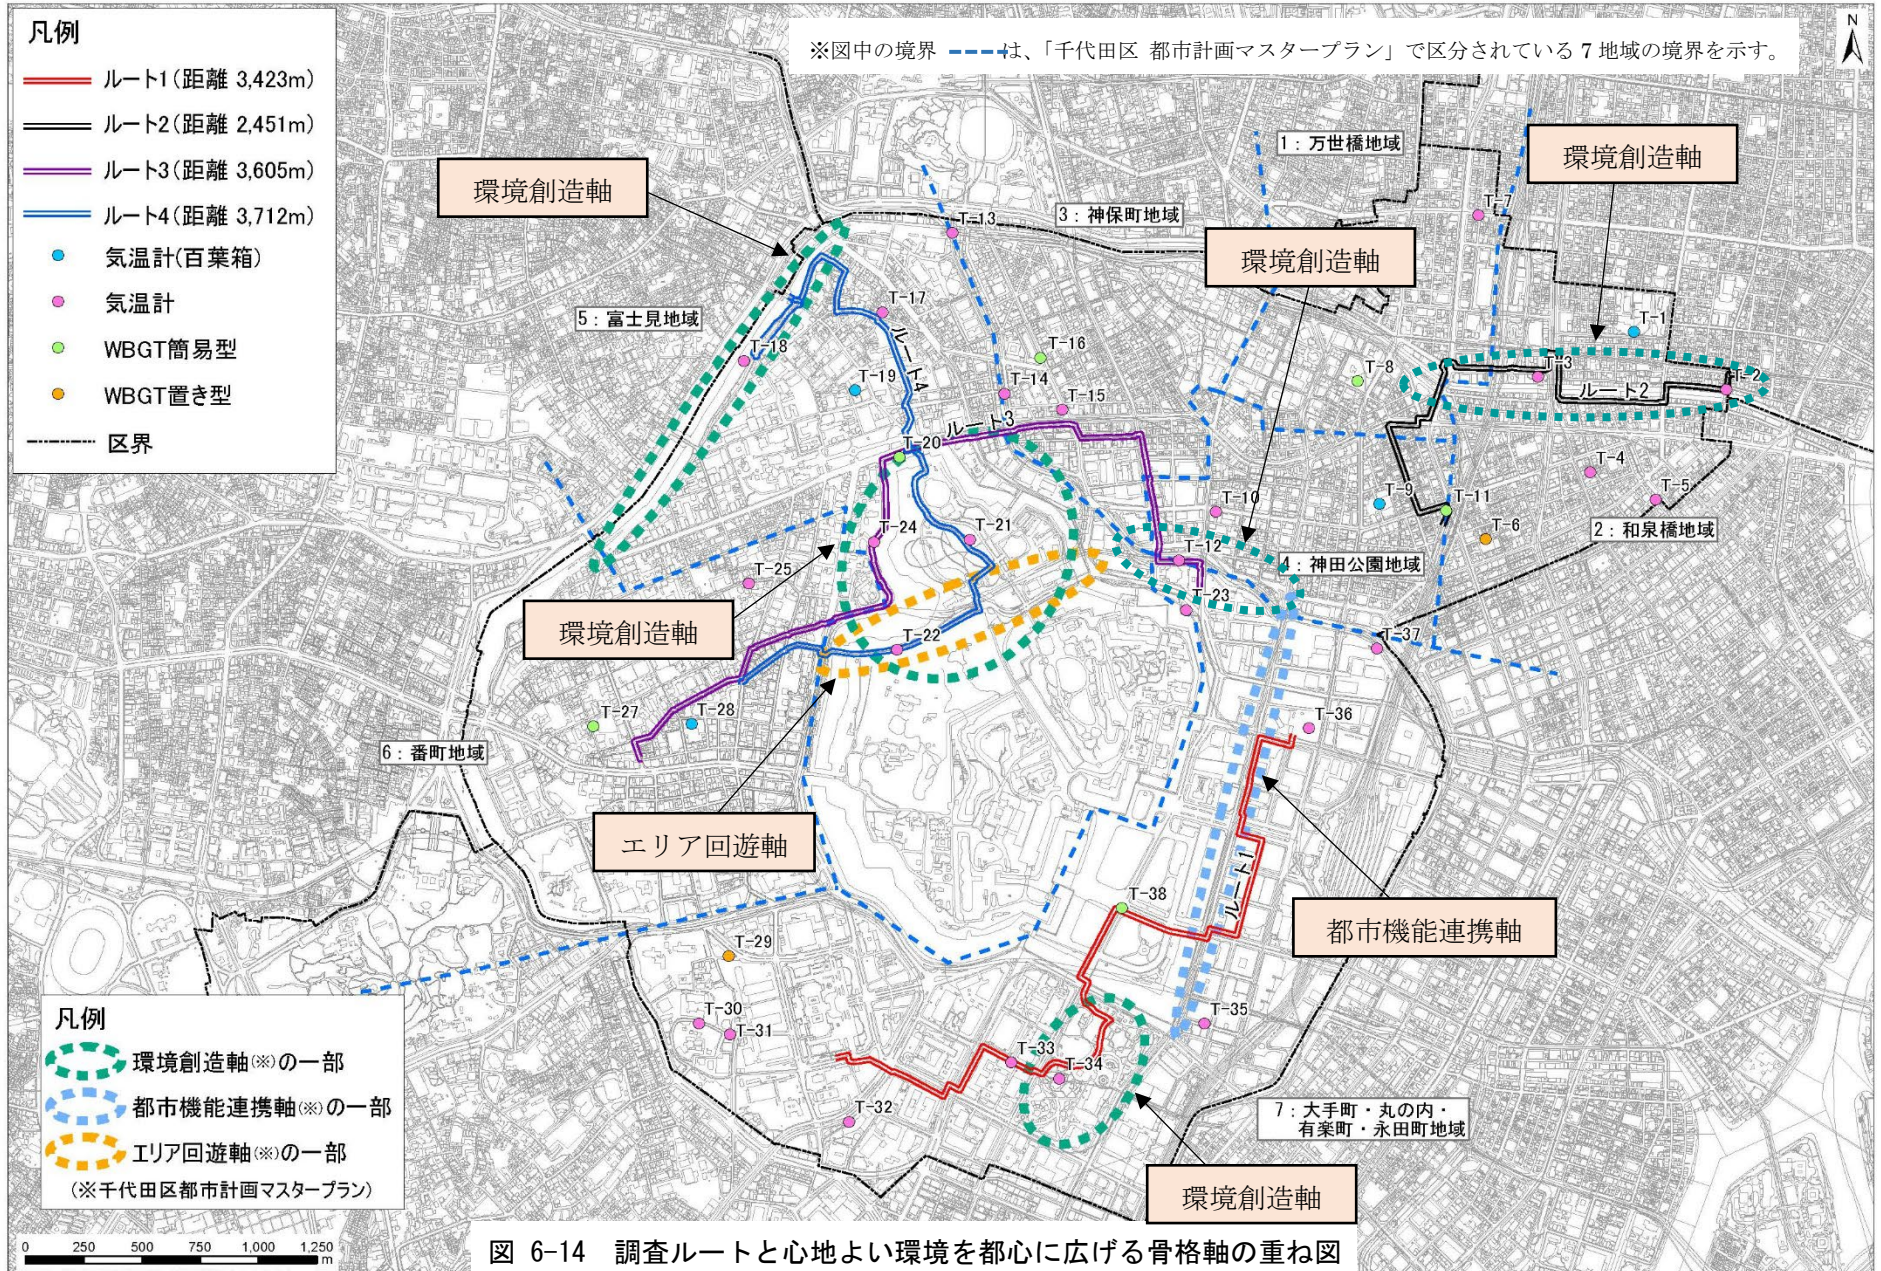 凡例
ルート1(距離 3,423m)
ルート2(距離 2,451m)
ルート3(距離 3,605m)
ルート4(距離 3,712m)
気温計(百葉箱)
気温計
WBGT簡易型
WBGT置き型
区界
※図中の境界 は、「千代田区 都市計画マスタープラン」で区分されている 7 地域の境界を示す。
N
1：万世橋地域
環境創造軸
環境創造軸
3：神保町地域
T-7
T-13
環境創造軸
5：富士見地域
T-17
T-1
ルート4
T-18
T-16
T-8
T-3
T-2
T-19
T-14
T-15
ルート2
ルート3
T-20
T-4
T-9
T-5
T-10
T-11
T-6
2：和泉橋地域
T-24
T-21
T-12
4：神田公園地域
T-25
T-23
環境創造軸
T-22
T-37
T-27
T-28
T-36
6：番町地域
エリア回遊軸
ルート1
T-38
都市機能連携軸
T-29
T-30
T-31
T-35
T-33
T-34
T-32
7：大手町・丸の内・
有楽町・永田町地域
環境創造軸
凡例
環境創造軸(※)の一部
都市機能連携軸(※)の一部
エリア回遊軸(※)の一部
(※千代田区都市計画マスタープラン)
0 250 500 750 1,000 1,250
m
図 6-14 調査ルートと心地よい環境を都心に広げる骨格軸の重ね図